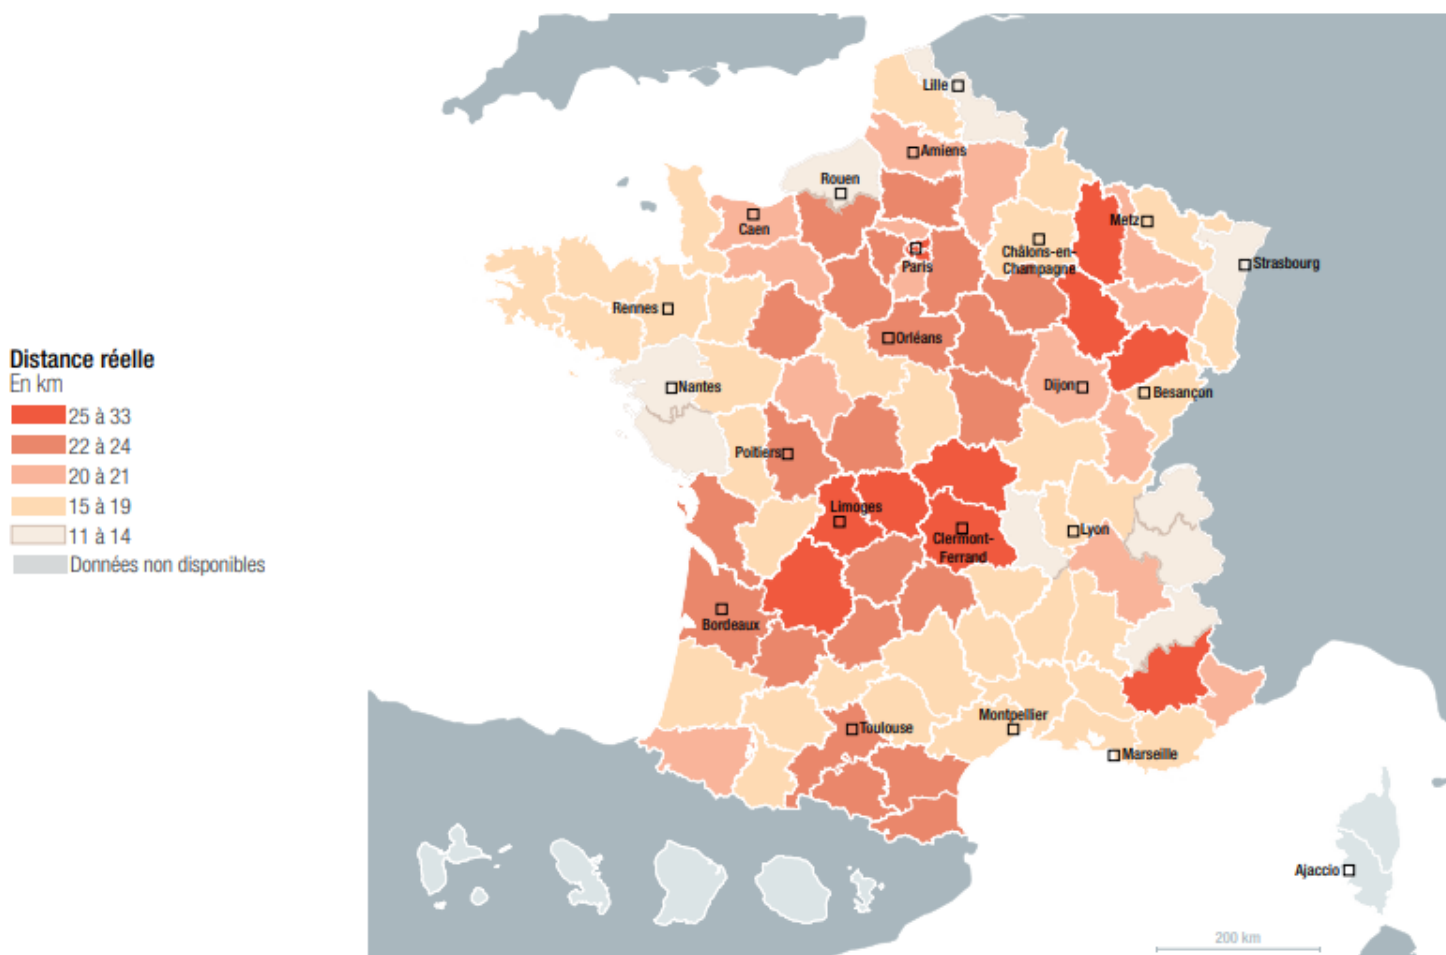 Lille
Amiens
Rouen
Caen
Metz
Paris
Châlons-en-
Champagne
Strasbourg
Rennes
Orléans
Distance réelle
En km
25 à 33
22 à 24
20 à 21
15 à 19
11 à 14
Données non disponibles
Nantes
Dijon
Besançon
Poitiers
Limoges
Clermont-
Ferrand
Lyon
Bordeaux
Montpellier
Toulouse
Marseille
Ajaccio
200 km